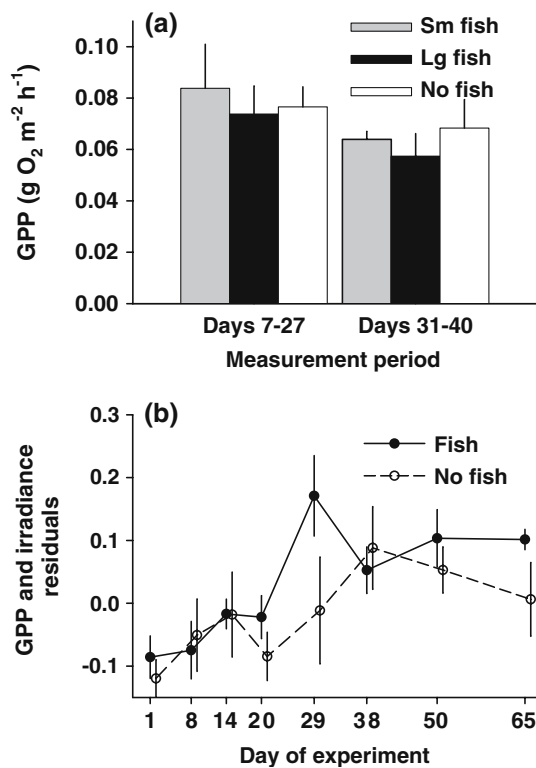 (a)
Sm fish
Lg fish
No fish
GPP (g O₂ m⁻² h⁻¹)
0.10
0.08
0.06
0.04
0.02
0.00
Days 7-27
Days 31-40
Measurement period
(b)
Fish
No fish
GPP and irradiance
residuals
0.3
0.2
0.1
0.0
-0.1
1 8 14 20 29 38 50 65
Day of experiment